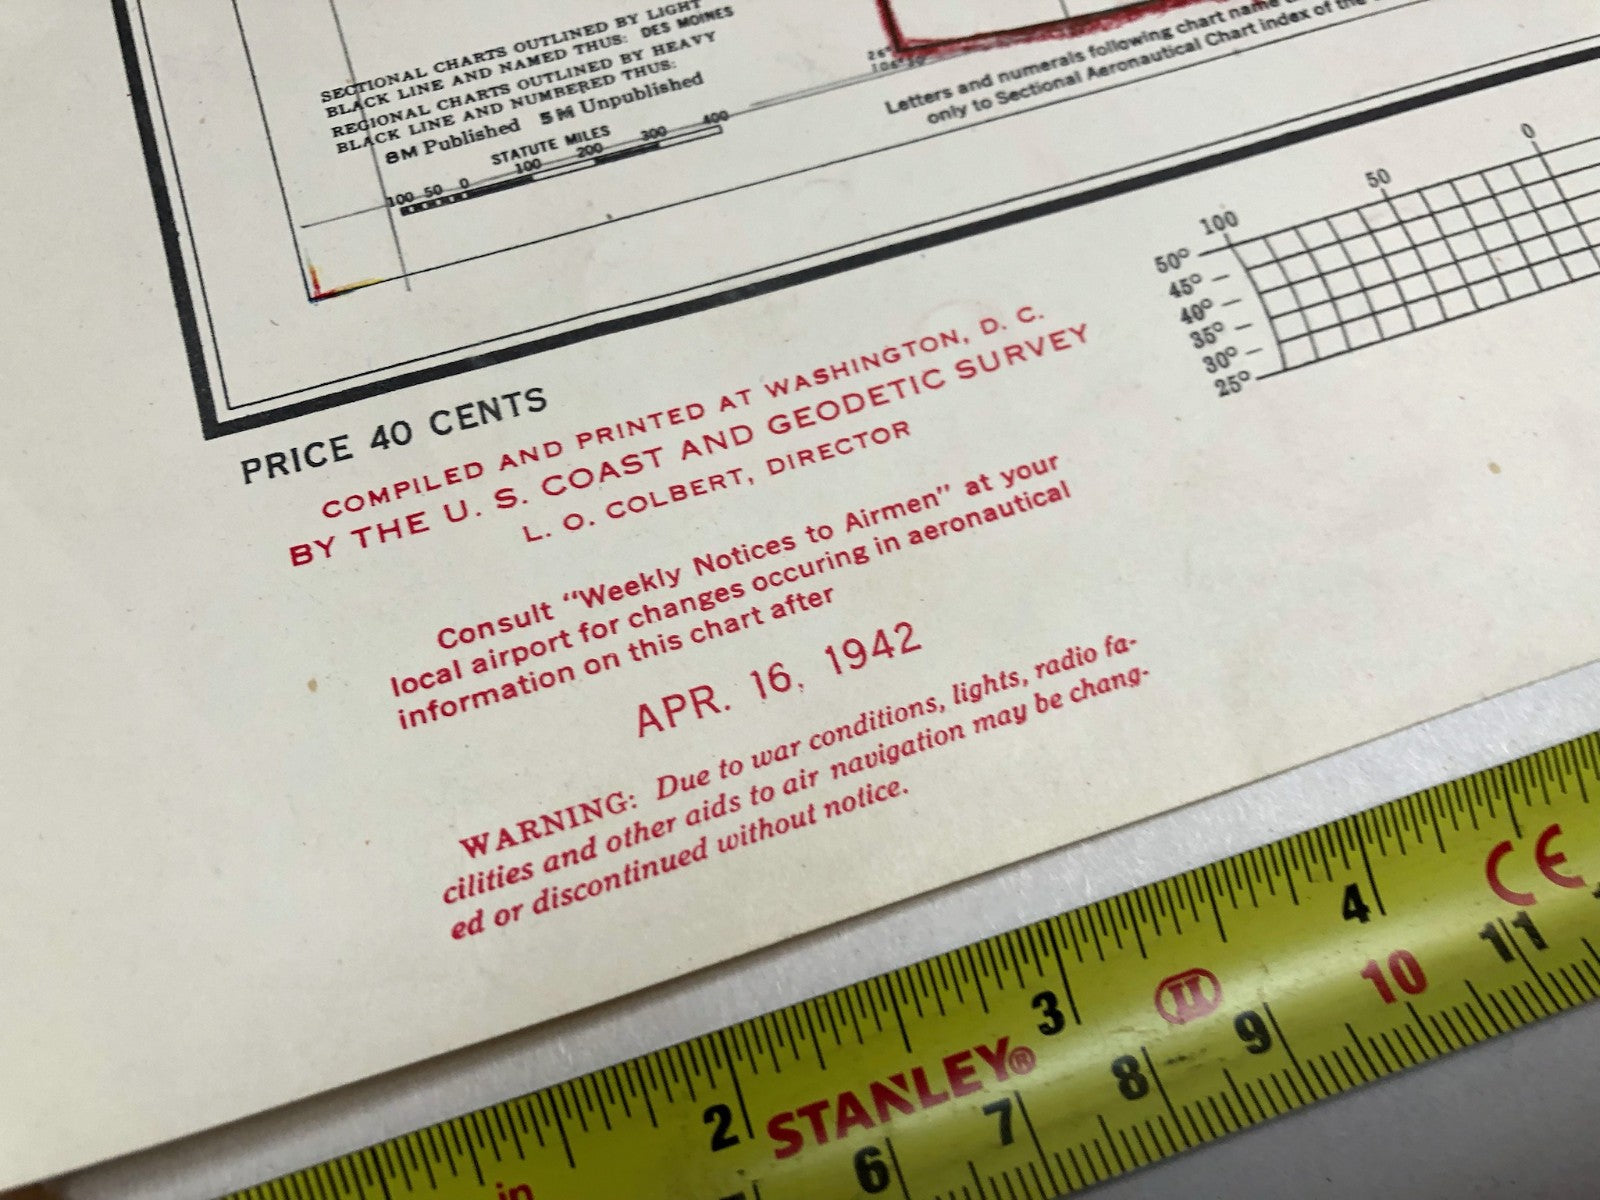 SECTIONAL CHARTS OUTLINED BY LIGHT
BLACK LINE AND NAMED THUS: DES MOINES
REGIONAL CHARTS OUTLINED BY HEAVY
BLACK LINE AND NUMBERED THUS:
8M Published 5M Unpublished
STATUTE MILES
100 50 0 100 200 300 400
26°
Letters and numerals following chart name
only to Sectional Aeronautical Chart index of the
100 50 0
50°
45°
40°
35°
30°
25°
PRICE 40 CENTS
COMPILED AND PRINTED AT WASHINGTON, D. C.
BY THE U. S. COAST AND GEODETIC SURVEY
L. O. COLBERT, DIRECTOR
Consult "Weekly Notices to Airmen" at your
local airport for changes occuring in aeronautical
information on this chart after
APR. 16, 1942
WARNING: Due to war conditions, lights, radio fa-
cilities and other aids to air navigation may be chang-
ed or discontinued without notice.
in 2 STANLEY® 3 II 4 CE
6 7 8 9 10 11